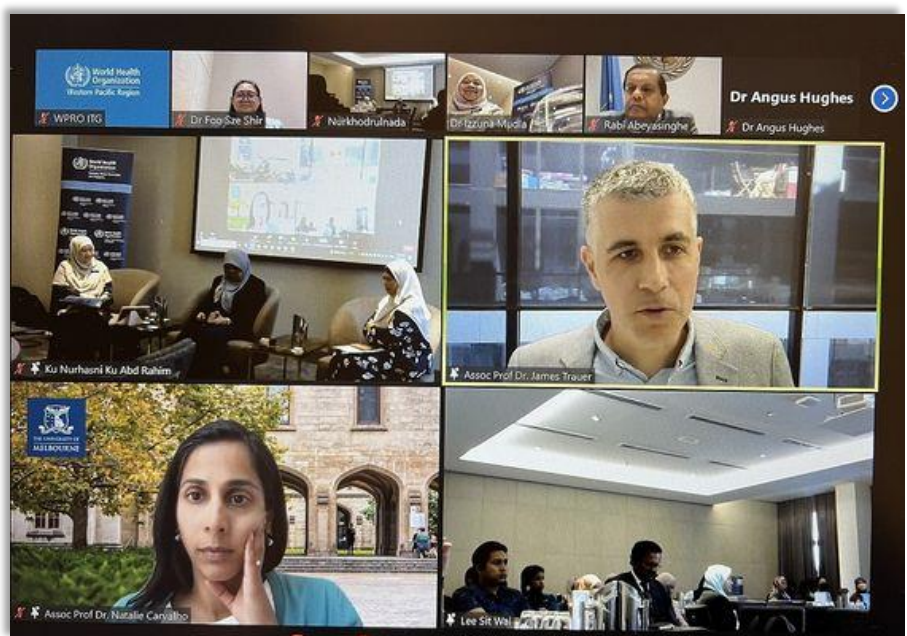 World Health
Organization
Western Pacific Region
WPRO ITG
Dr Foo Sze Shir
Nurkhodrulnada
Dr Izzuna Mudla
Rabi Abeyasinghe
Dr Angus Hughes
Dr Angus Hughes
World Health
Organization
Ku Nurhasni Ku Abd Rahim
Assoc Prof Dr. James Trauer
THE UNIVERSITY OF
MELBOURNE
Assoc Prof Dr. Natalie Carvalho
Lee Sit Wai